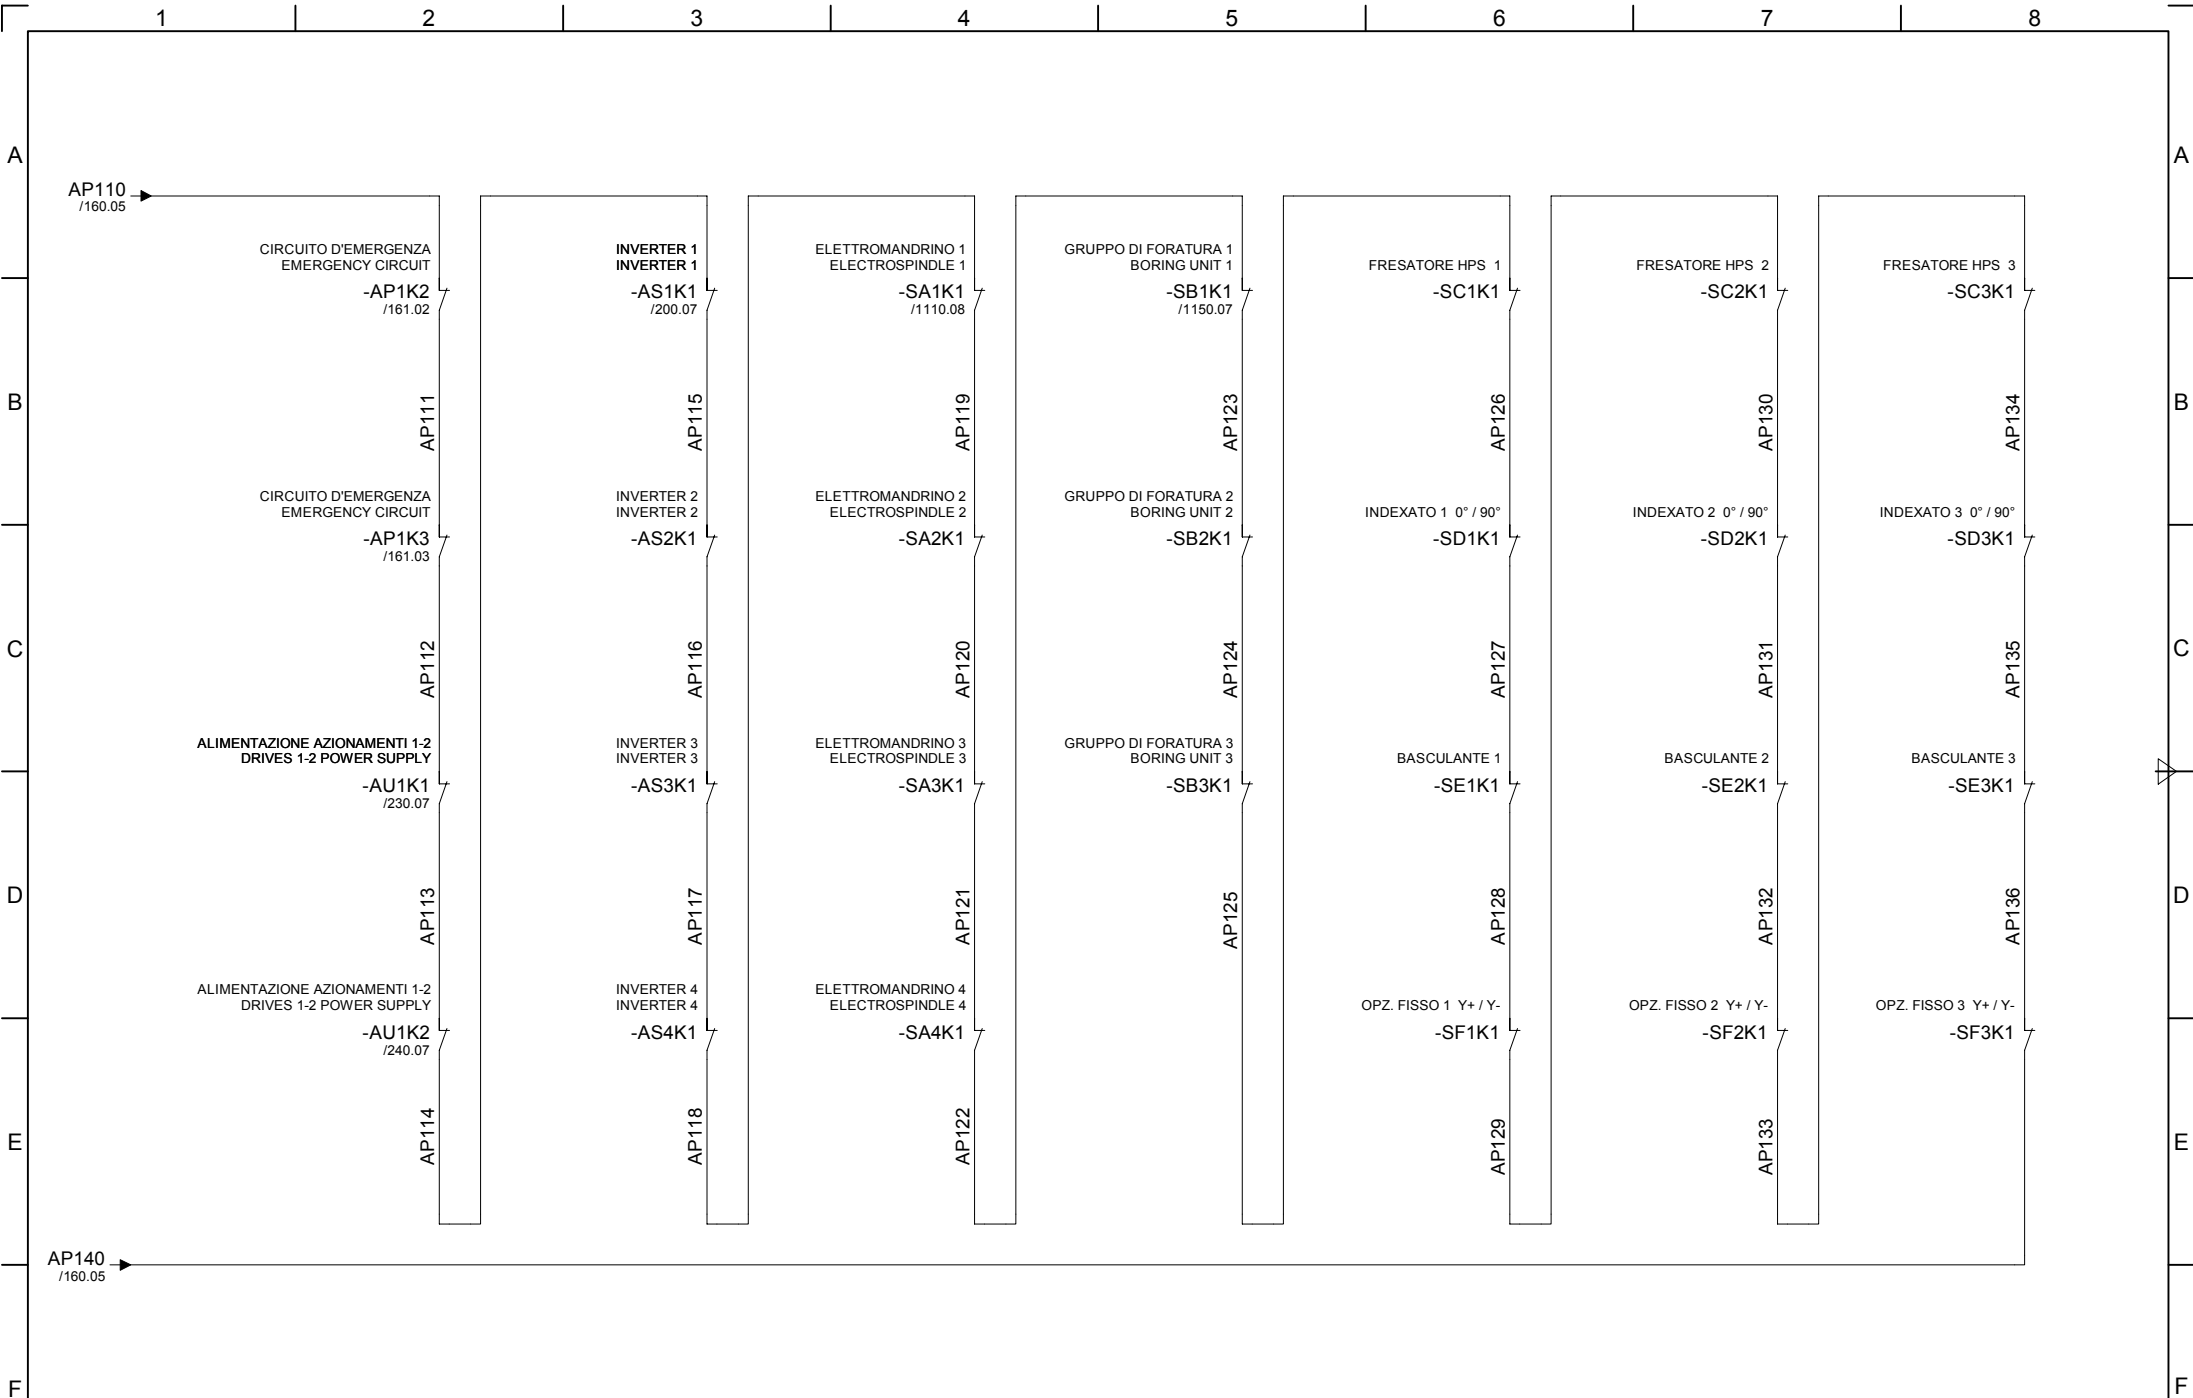 1 2 3 4 5 6 7 8
A A
AP110
/160.05
CIRCUITO D'EMERGENZA
EMERGENCY CIRCUIT
-AP1K2
/161.02
INVERTER 1
INVERTER 1
-AS1K1
/200.07
ELETTROMANDRINO 1
ELECTROSPINDLE 1
-SA1K1
/1110.08
GRUPPO DI FORATURA 1
BORING UNIT 1
-SB1K1
/1150.07
FRESATORE HPS 1
-SC1K1
FRESATORE HPS 2
-SC2K1
FRESATORE HPS 3
-SC3K1
B B
AP111
AP115
AP119
AP123
AP126
AP130
AP134
CIRCUITO D'EMERGENZA
EMERGENCY CIRCUIT
-AP1K3
/161.03
INVERTER 2
INVERTER 2
-AS2K1
ELETTROMANDRINO 2
ELECTROSPINDLE 2
-SA2K1
GRUPPO DI FORATURA 2
BORING UNIT 2
-SB2K1
INDEXATO 1 0° / 90°
-SD1K1
INDEXATO 2 0° / 90°
-SD2K1
INDEXATO 3 0° / 90°
-SD3K1
C C
AP112
AP116
AP120
AP124
AP127
AP131
AP135
ALIMENTAZIONE AZIONAMENTI 1-2
DRIVES 1-2 POWER SUPPLY
-AU1K1
/230.07
INVERTER 3
INVERTER 3
-AS3K1
ELETTROMANDRINO 3
ELECTROSPINDLE 3
-SA3K1
GRUPPO DI FORATURA 3
BORING UNIT 3
-SB3K1
BASCULANTE 1
-SE1K1
BASCULANTE 2
-SE2K1
BASCULANTE 3
-SE3K1
D D
AP113
AP117
AP121
AP125
AP128
AP132
AP136
ALIMENTAZIONE AZIONAMENTI 1-2
DRIVES 1-2 POWER SUPPLY
-AU1K2
/240.07
INVERTER 4
INVERTER 4
-AS4K1
ELETTROMANDRINO 4
ELECTROSPINDLE 4
-SA4K1
OPZ. FISSO 1 Y+ / Y-
-SF1K1
OPZ. FISSO 2 Y+ / Y-
-SF2K1
OPZ. FISSO 3 Y+ / Y-
-SF3K1
E E
AP114
AP118
AP122
AP129
AP133
AP140
/160.05
F F